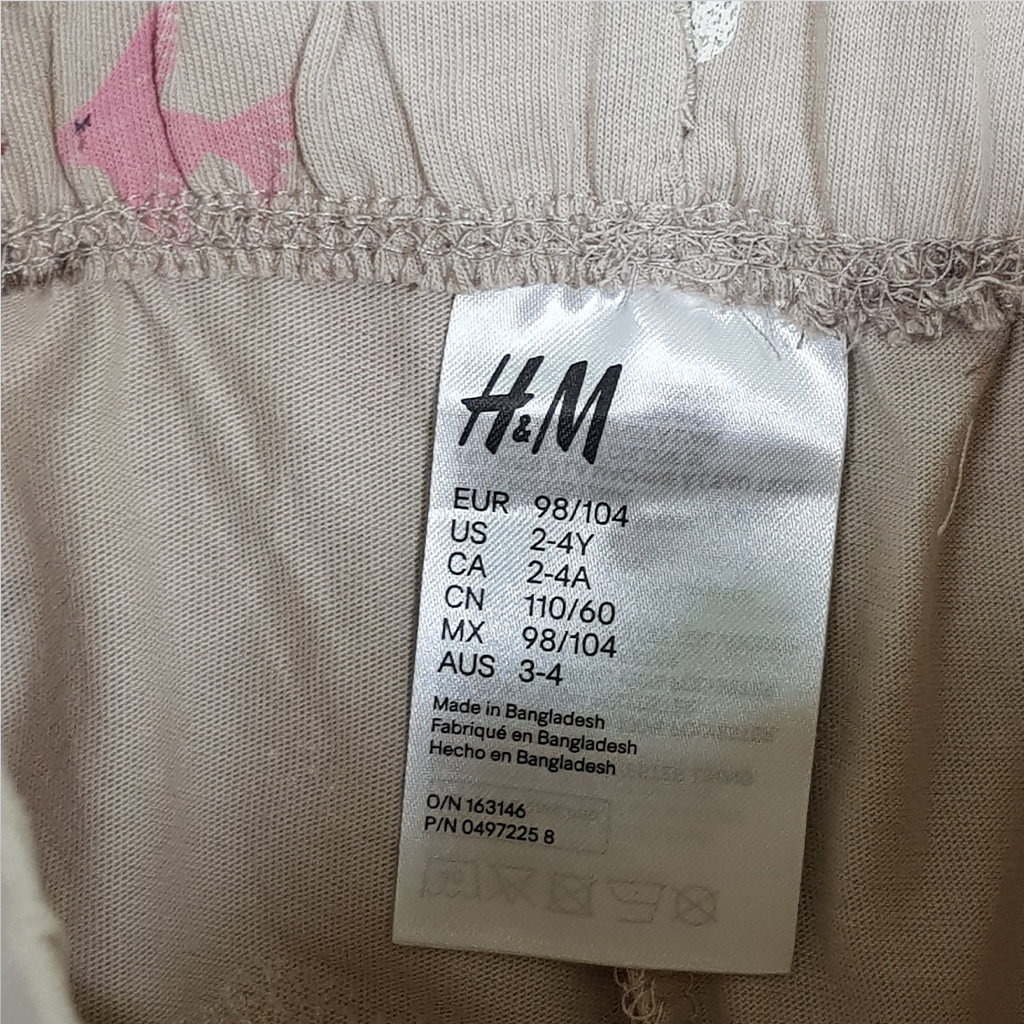 H&M
EUR 98/104
US 2-4Y
CA 2-4A
CN 110/60
MX 98/104
AUS 3-4
Made in Bangladesh
Fabriqué en Bangladesh
Hecho en Bangladesh
O/N 163146
P/N 0497225 8